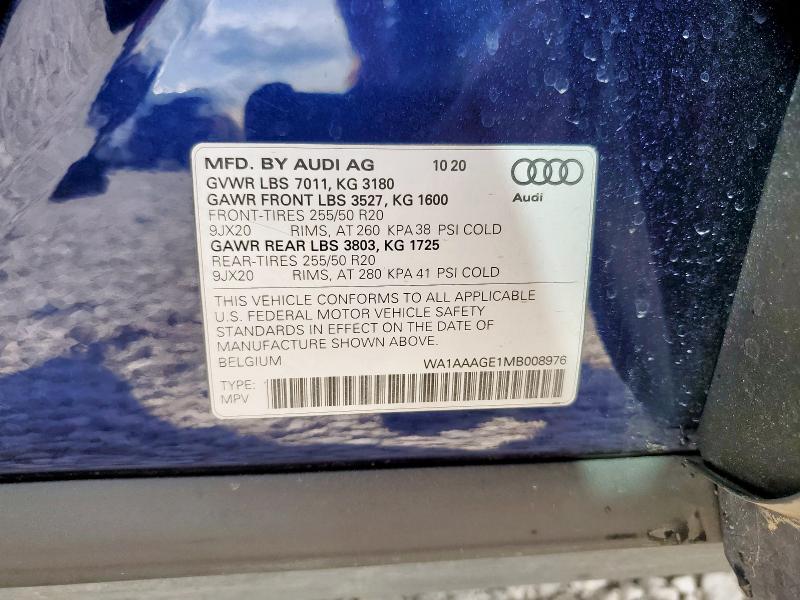 MFD. BY AUDI AG 10 20
Audi
GVWR LBS 7011, KG 3180
GAWR FRONT LBS 3527, KG 1600
FRONT-TIRES 255/50 R20
9JX20 RIMS, AT 260 KPA 38 PSI COLD
GAWR REAR LBS 3803, KG 1725
REAR-TIRES 255/50 R20
9JX20 RIMS, AT 280 KPA 41 PSI COLD
THIS VEHICLE CONFORMS TO ALL APPLICABLE
U.S. FEDERAL MOTOR VEHICLE SAFETY
STANDARDS IN EFFECT ON THE DATE OF
MANUFACTURE SHOWN ABOVE.
BELGIUM WA1AAAGE1MB008976
TYPE:
MPV